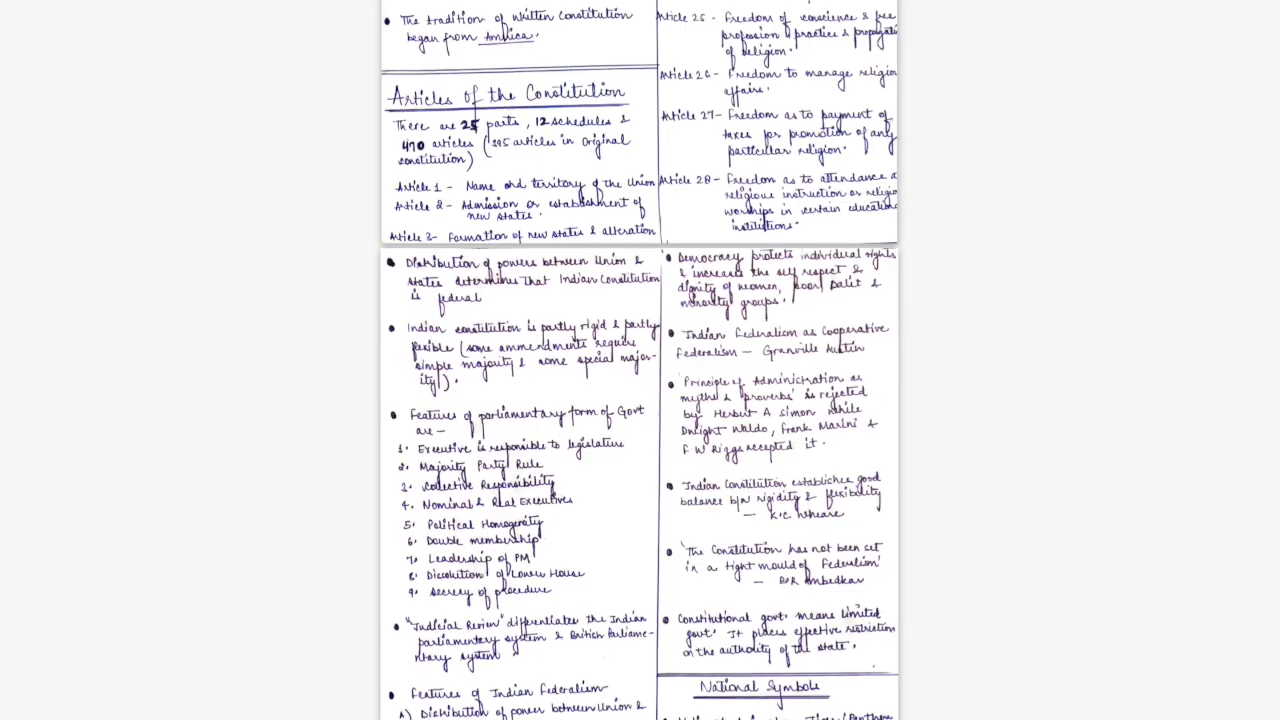 • The tradition of Written Constitution
began from America.
Articles of the Constitution
There are 25 parts, 12 schedules &
470 articles (395 articles in Original
constitution)
Article 1 - Name and territory of the Union
Article 2- Admission or establishment of
new states.
Article 3- Formation of new states & alteration
Article 25 - Freedom of conscience & free
profession, practice & propagati
of religion.
Article 26 - Freedom to manage religiou
affairs.
Article 27- Freedom as to payment of
taxes for promotion of any
particular religion.
Article 28 - Freedom as to attendance a
religious instruction or religio
worships in certain education
institutions.
• Distribution of powers between Union &
States determines that Indian Constitution
is federal
• Indian constitution is partly rigid & partly
flexible (some ammendments require
simple majority & some special major-
ity).
• Features of parliamentary form of Govt
are -
1. Executive is responsible to legislature
2. Majority Party Rule
3. Collective Responsibility
4. Nominal & Real Executives
5. Political Homogenity
6. Double membership
7. Leadership of PM
8. Dissolution of Lower House
9. Secrecy of procedure
• "Judicial Review" differentiates the Indian
parliamentary system & British Parliame-
ntary system
• Features of Indian Federalism-
A) Distribution of power between Union &
• Democracy protects individual rights
& increases the self respect &
dignity of women, poor Dalit &
minority groups.
• Indian Federalism as Cooperative
Federalism - Granville Austin
• 'Principle of Administration as
myths & proverbs' is rejected
by Herbert A Simon while
Dwight Waldo, Frank Marini &
F W Riggs accepted it.
• Indian Constitution establishes good
balance b/w rigidity & flexibility
- K.C Wheare
• 'The Constitution has not been set
in a tight mould of Federalism'
- BR Ambedkar
• Constitutional govt. means limited
govt. It places effective restriction
on the authority of the state.
National Symbols